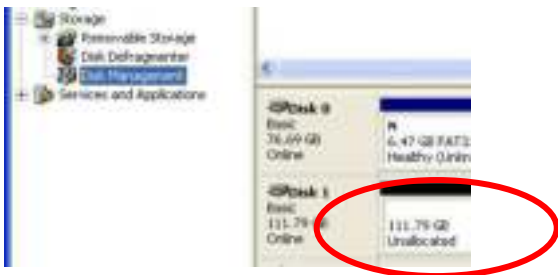 Storage
Removable Storage
Disk Defragmenter
Disk Management
Services and Applications
Disk 0
Basic
76.69 GB
Online
6.47 GB FAT32
Healthy
Disk 1
Basic
111.79 GB
Online
111.79 GB
Unallocated